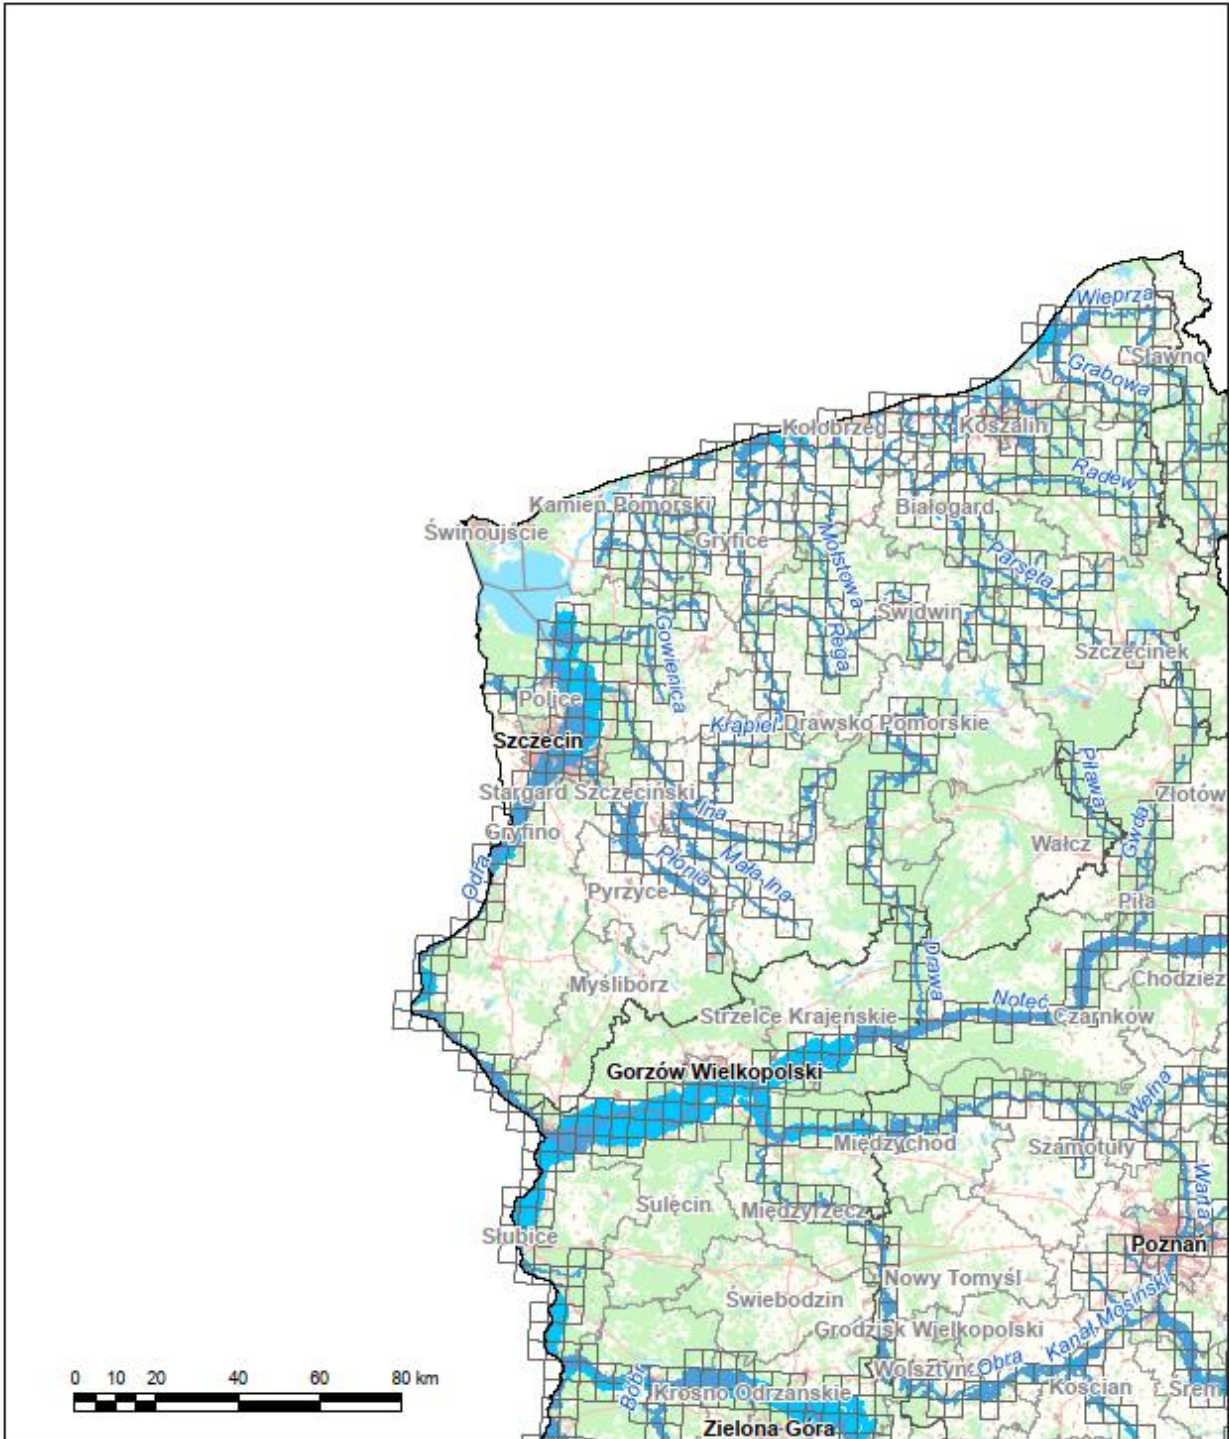 Wieprza
Sławno
Grabowa
Kołobrzeg
Koszalin
Radew
Kamień Pomorski
Białogard
Świnoujście
Gryfice
Mołstowa
Parsęta
Świdwin
Gowienica
Rega
Szczecinek
Police
Krąpiel
Drawsko Pomorskie
Szczecin
Piława
Stargard Szczeciński
Złotów
Ina
Gryfino
Gwda
Wałcz
Płonia
Mała Ina
Odra
Pyrzyce
Piła
Drawa
Chodzież
Myślibórz
Noteć
Strzelce Krajeńskie
Czarnków
Gorzów Wielkopolski
Wełna
Międzychód
Szamotuły
Warta
Sulęcin
Międzyrzecz
Słubice
Poznań
Nowy Tomyśl
Świebodzin
Kanał Mosiński
Grodzisk Wielkopolski
Obra
Wolsztyn
Bóbr
Krosno Odrzańskie
Kościan
Śrem
0 10 20 40 60 80 km
Zielona Góra